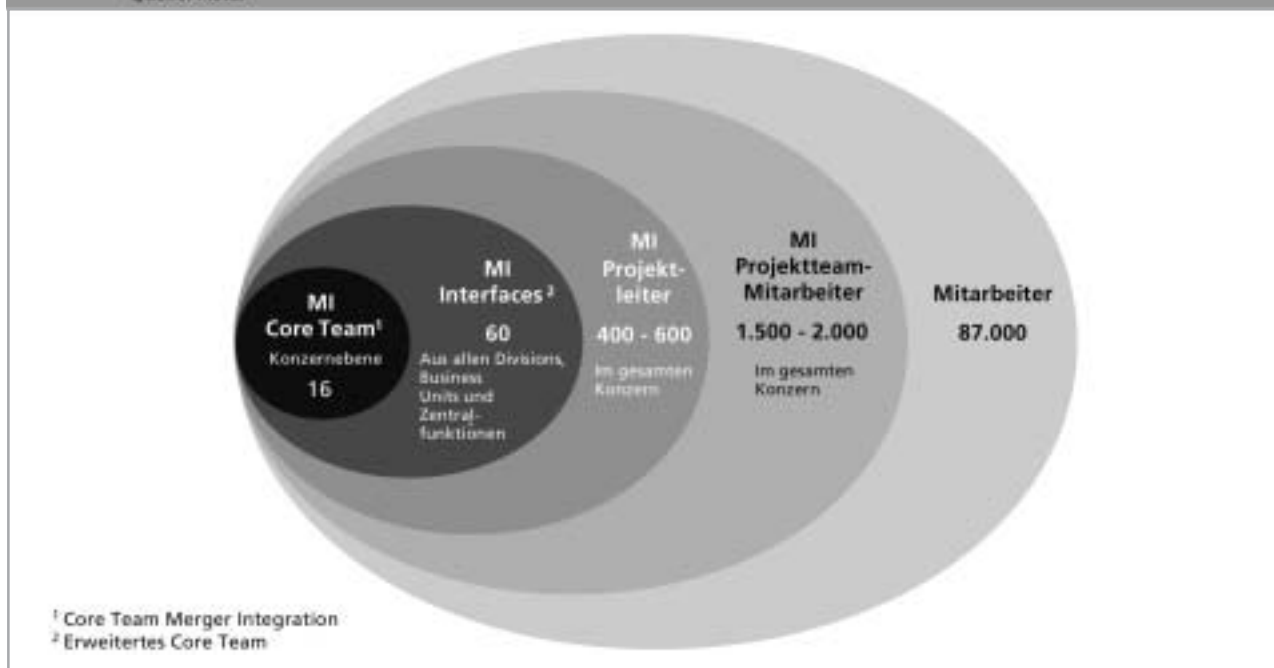 MI
Core Team¹
Konzernebene
16
MI
Interfaces²
60
Aus allen Divisions,
Business
Units und
Zentral-
funktionen
MI
Projekt-
leiter
400 - 600
Im gesamten
Konzern
MI
Projektteam-
Mitarbeiter
1.500 - 2.000
Im gesamten
Konzern
Mitarbeiter
87.000
¹ Core Team Merger Integration
² Erweitertes Core Team